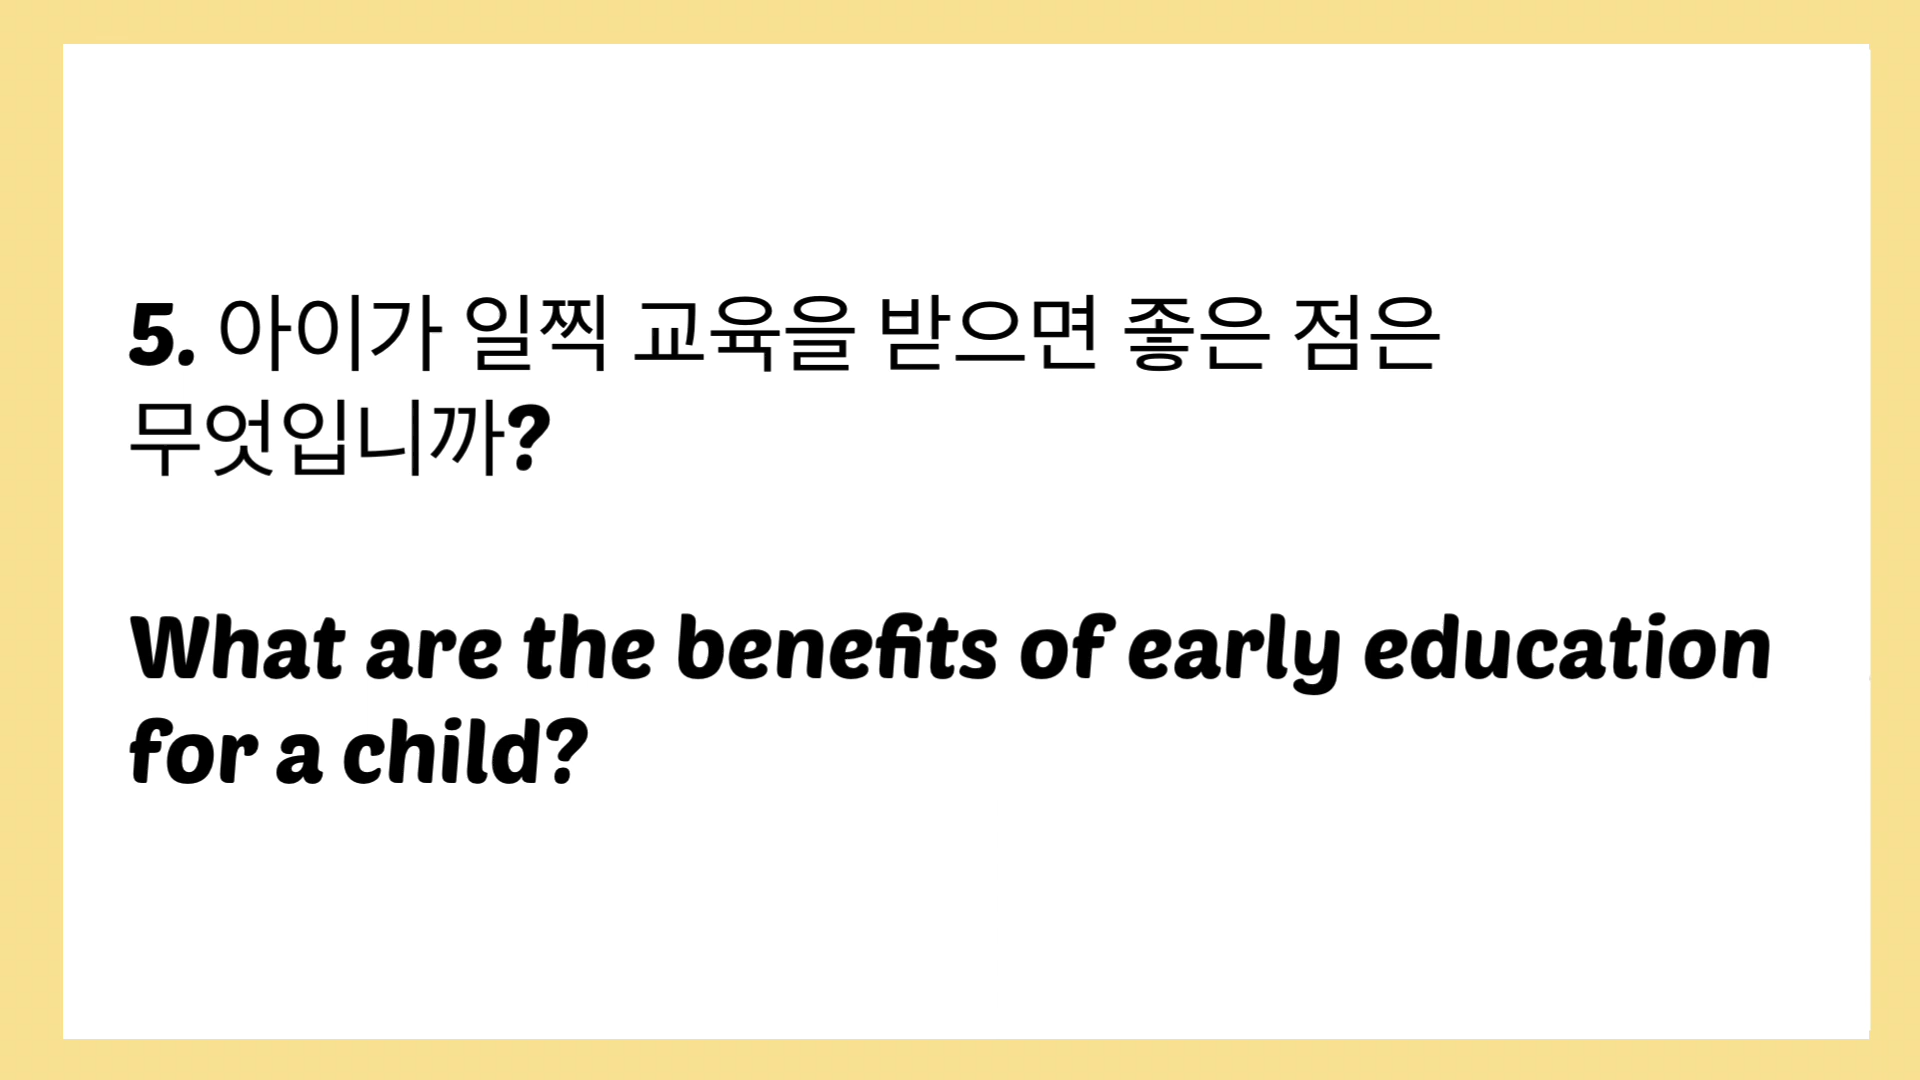 5. 아이가 일찍 교육을 받으면 좋은 점은
무엇입니까?
What are the benefits of early education
for a child?